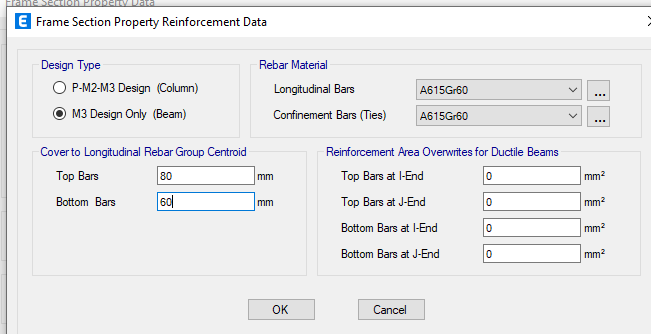 Frame Section Property Data
E Frame Section Property Reinforcement Data
Design Type
P-M2-M3 Design (Column)
M3 Design Only (Beam)
Rebar Material
Longitudinal Bars A615Gr60 ...
Confinement Bars (Ties) A615Gr60 ...
Cover to Longitudinal Rebar Group Centroid
Top Bars 80 mm
Bottom Bars 60 mm
Reinforcement Area Overwrites for Ductile Beams
Top Bars at I-End 0 mm²
Top Bars at J-End 0 mm²
Bottom Bars at I-End 0 mm²
Bottom Bars at J-End 0 mm²
OK Cancel